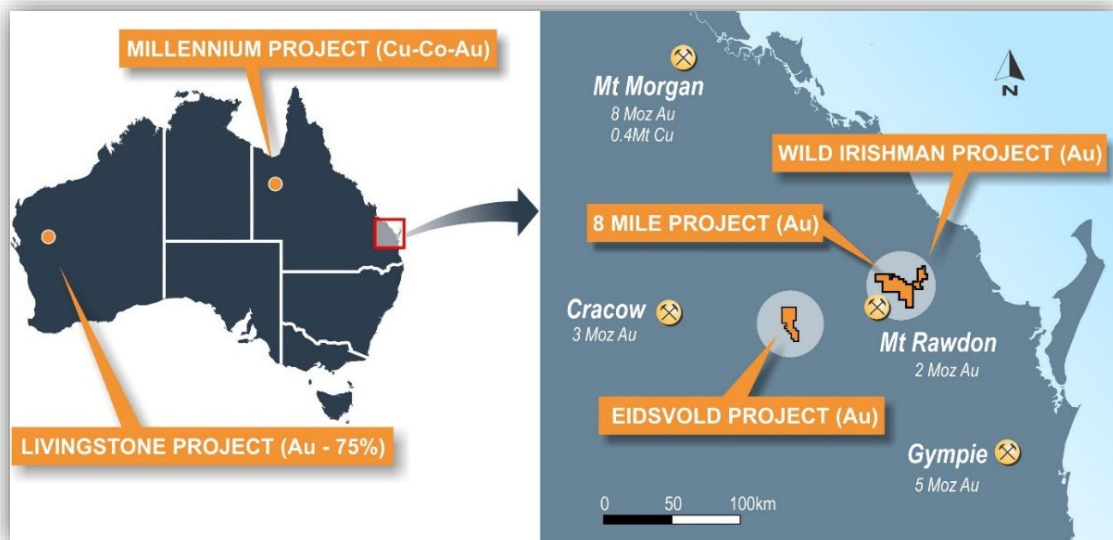 MILLENNIUM PROJECT (Cu-Co-Au)
LIVINGSTONE PROJECT (Au - 75%)
Mt Morgan
8 Moz Au
0.4Mt Cu
N
WILD IRISHMAN PROJECT (Au)
8 MILE PROJECT (Au)
Cracow
3 Moz Au
Mt Rawdon
2 Moz Au
EIDSVOLD PROJECT (Au)
Gympie
5 Moz Au
0 50 100km